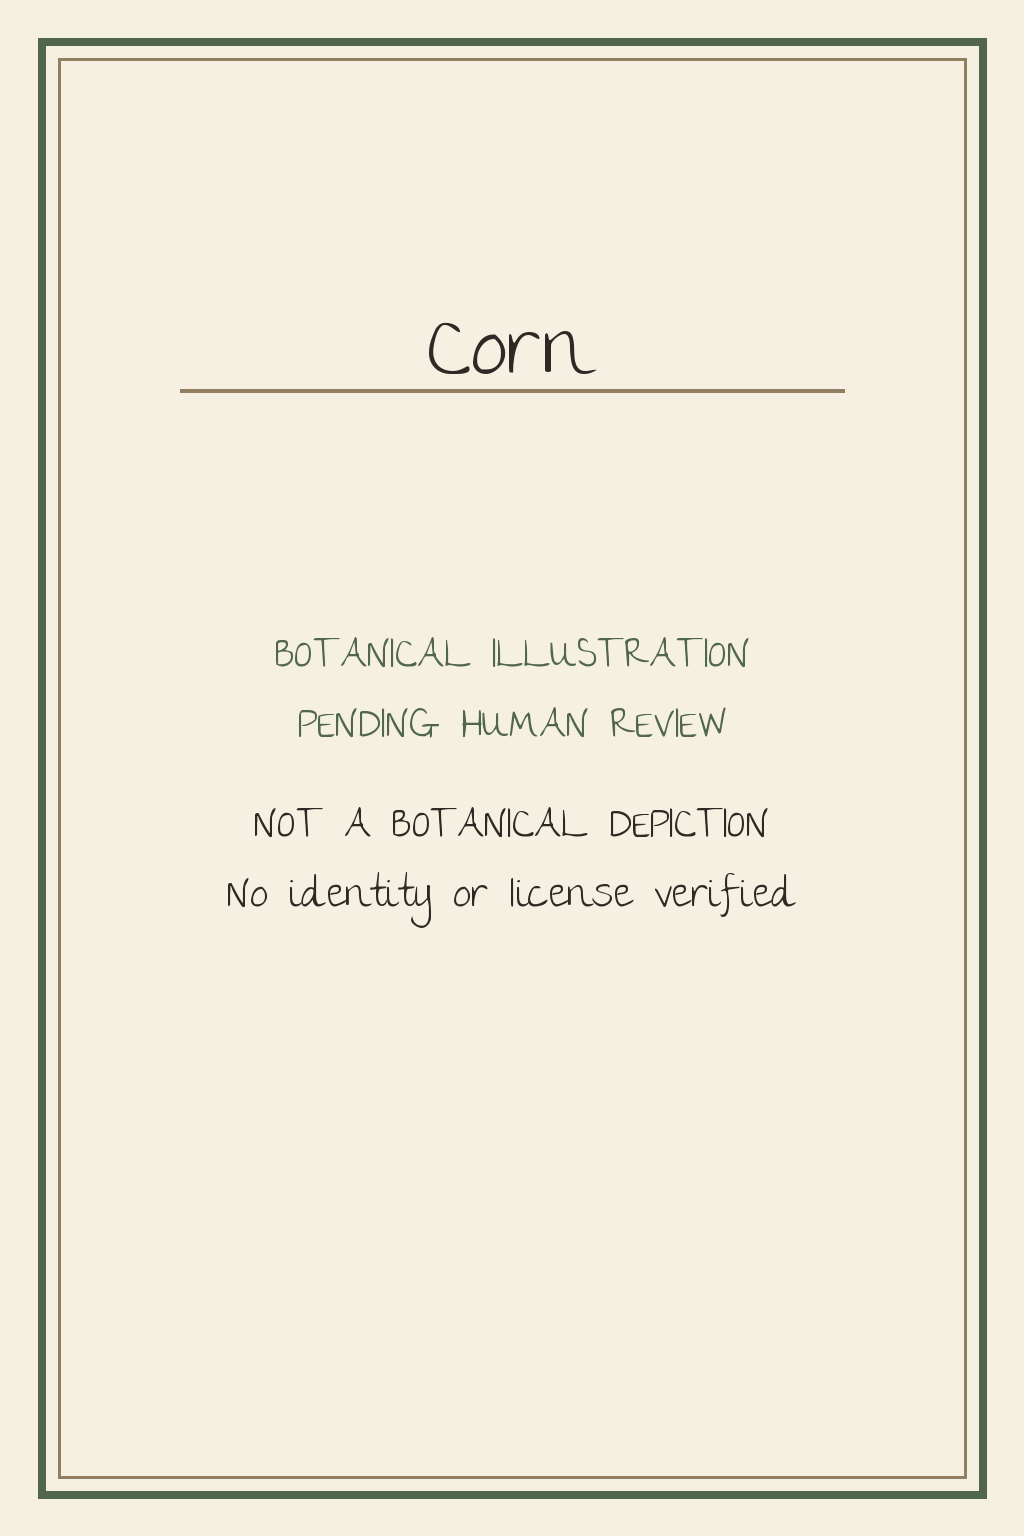 Corn
BOTANICAL ILLUSTRATION
PENDING HUMAN REVIEW
NOT A BOTANICAL DEPICTION
No identity or license verified